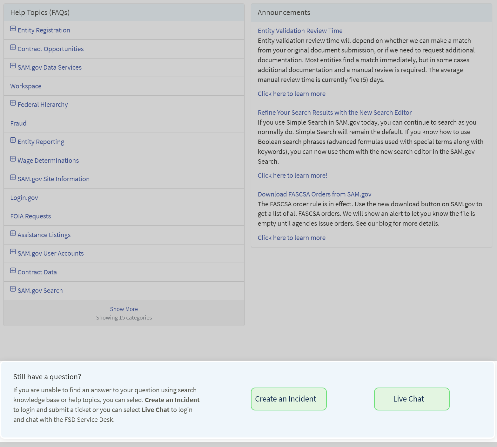 Help Topics (FAQs)
Entity Registration
Contract Opportunities
SAM.gov Data Services
Workspace
Federal Hierarchy
Fraud
Entity Reporting
Wage Determinations
SAM.gov Site Information
Login.gov
FOIA Requests
Assistance Listings
SAM.gov User Accounts
Contract Data
SAM.gov Search
Show More
Showing 15 categories
Announcements
Entity Validation Review Time
Entity validation review time will depend on whether we can make a match
from your original document submission, or if we need to request additional
documentation. Most entities find a match immediately, but in some cases
additional documentation and a manual review is required. The average
manual review time is currently five (5) days.
Click here to learn more
Refine Your Search Results with the New Search Editor
If you use Simple Search in SAM.gov today, you can continue to search as you
normally do. Simple Search will remain the default. If you know how to use
Boolean search phrases (advanced formulas used with special terms along with
keywords), you can now use them with the new search editor in the SAM.gov
Search.
Click here to learn more!
Download FASCSA Orders from SAM.gov
The FASCSA order rule is in effect. Use the new download button on SAM.gov to
get a list of all FASCSA orders. We will show an alert to let you know the file is
empty until agencies issue orders. See our blog for more details.
Click here to learn more
Still have a question?
If you are unable to find an answer to your question using search
knowledge base or help topics, you can select Create an Incident
to login and submit a ticket or you can select Live Chat to login
and chat with the FSD Service Desk.
Create an Incident
Live Chat